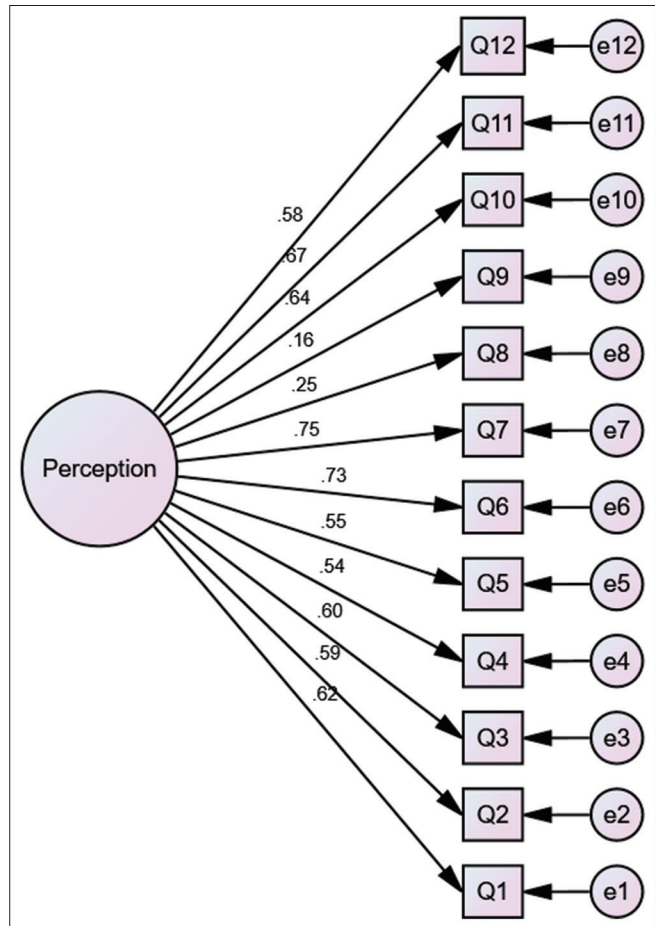 Q12 e12
Q11 e11
Q10 e10
.58
.67
Q9 e9
.64
.16
Q8 e8
.25
.75
Q7 e7
Perception
.73
Q6 e6
.55
.54
Q5 e5
.60
.59
Q4 e4
.62
Q3 e3
Q2 e2
Q1 e1